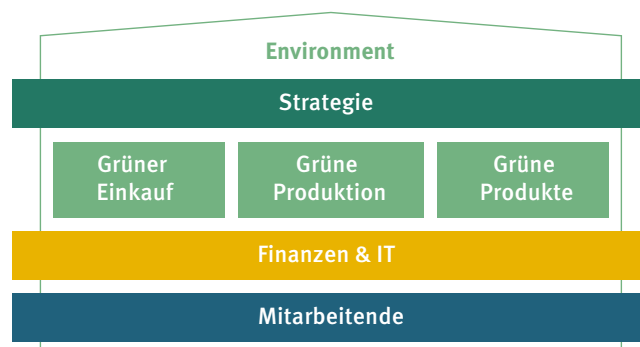 Environment
Strategie
Grüner
Einkauf
Grüne
Produktion
Grüne
Produkte
Finanzen & IT
Mitarbeitende